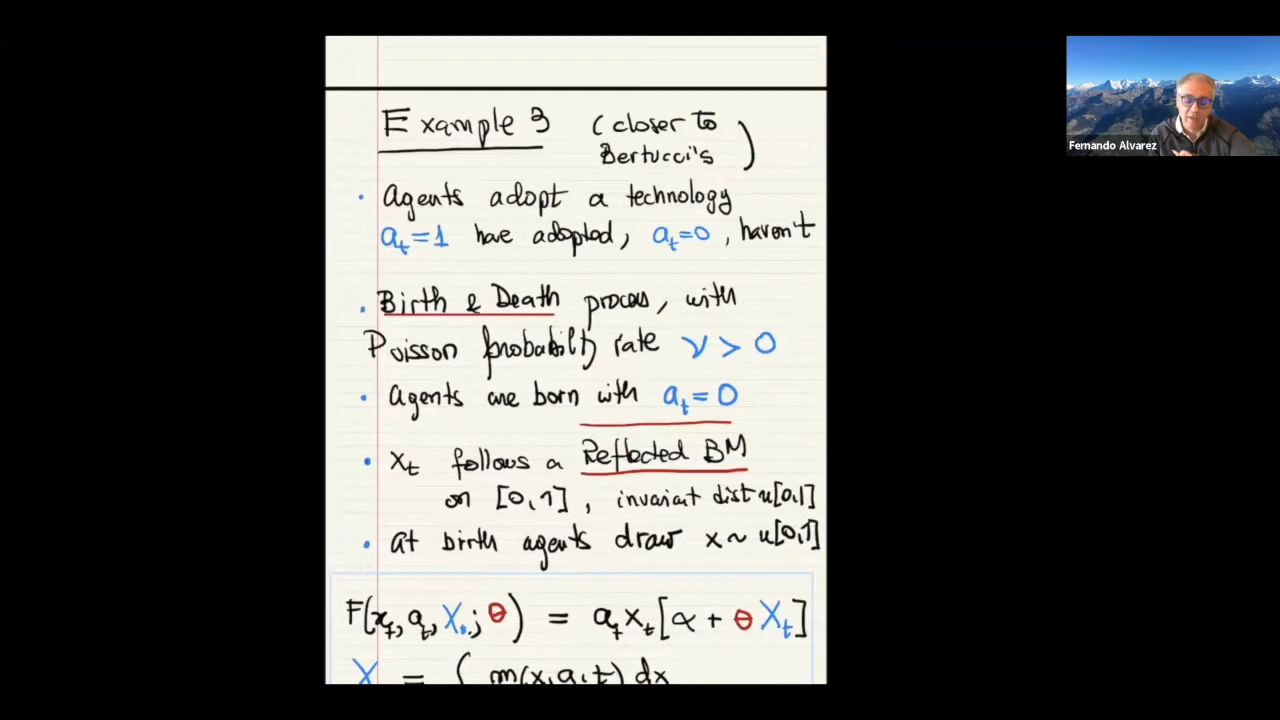 Example 3 (closer to
Bertucci's)
• Agents adopt a technology
a_t=1 have adopted, a_t=0, haven't
• Birth & Death process, with
Poisson probability rate ν > 0
• Agents are born with a_t=0
• x_t follows a Reflected BM
on [0,1], invariant dist u[0,1]
• At birth agents draw x ~ u[0,1]
F(x_t, a_t, X_t; θ) = a_t x_t [α + θ X_t]
X = ∫ m(x,a,t) dx
Fernando Alvarez